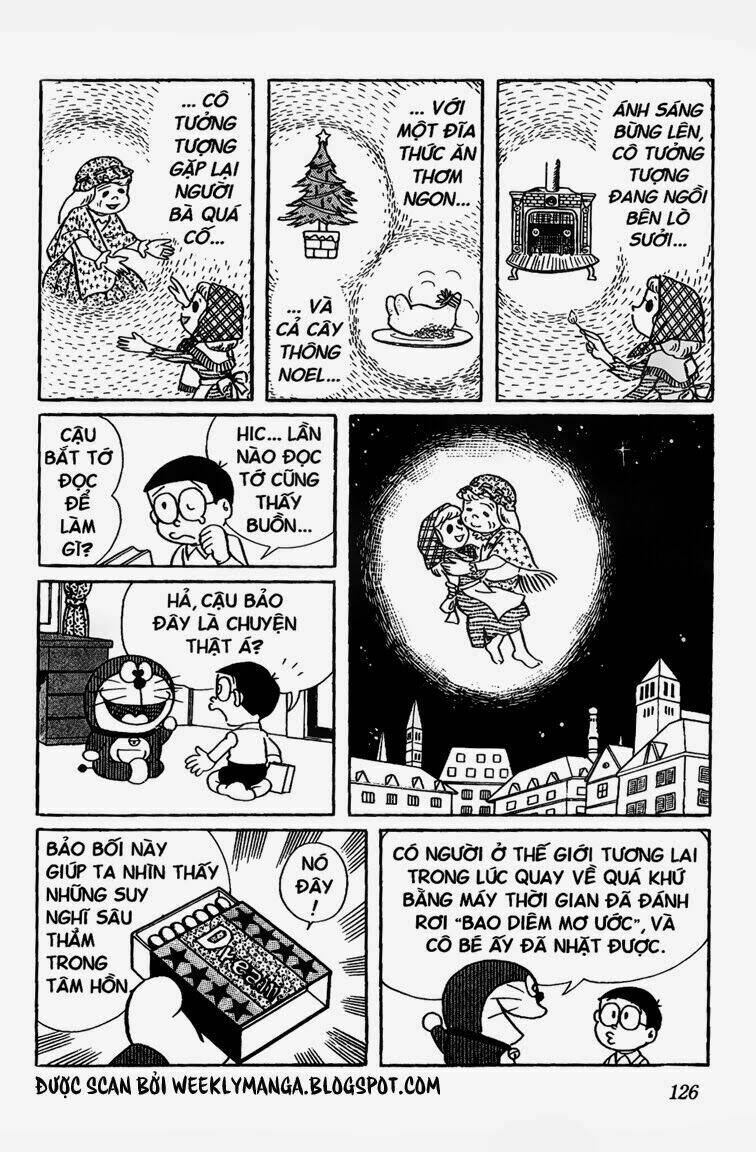 ÁNH SÁNG
BỪNG LÊN,
CÔ TƯỞNG
TƯỢNG
ĐANG NGỒI
BÊN LÒ
SƯỞI...
... VỚI
MỘT ĐĨA
THỨC ĂN
THƠM
NGON...
... VÀ
CẢ CÂY
THÔNG
NOEL...
... CÔ
TƯỞNG
TƯỢNG
GẶP LẠI
NGƯỜI
BÀ QUÁ
CỐ...
HIC... LẦN
NÀO ĐỌC
TỚ CŨNG
THẤY
BUỒN...
CẬU
BẮT TỚ
ĐỌC
ĐỂ
LÀM
GÌ?
HẢ, CẬU BẢO
ĐÂY LÀ CHUYỆN
THẬT Á?
CÓ NGƯỜI Ở THẾ GIỚI TƯƠNG LAI
TRONG LÚC QUAY VỀ QUÁ KHỨ
BẰNG MÁY THỜI GIAN ĐÃ ĐÁNH
RƠI “BAO DIÊM MƠ ƯỚC”, VÀ
CÔ BÉ ẤY ĐÃ NHẶT ĐƯỢC.
NÓ
ĐÂY
!
BẢO BỐI NÀY
GIÚP TA NHÌN THẤY
NHỮNG SUY
NGHĨ SÂU
THẲM
TRONG
TÂM HỒN.
Dream
ĐƯỢC SCAN BỞI WEEKLYMANGA.BLOGSPOT.COM
126